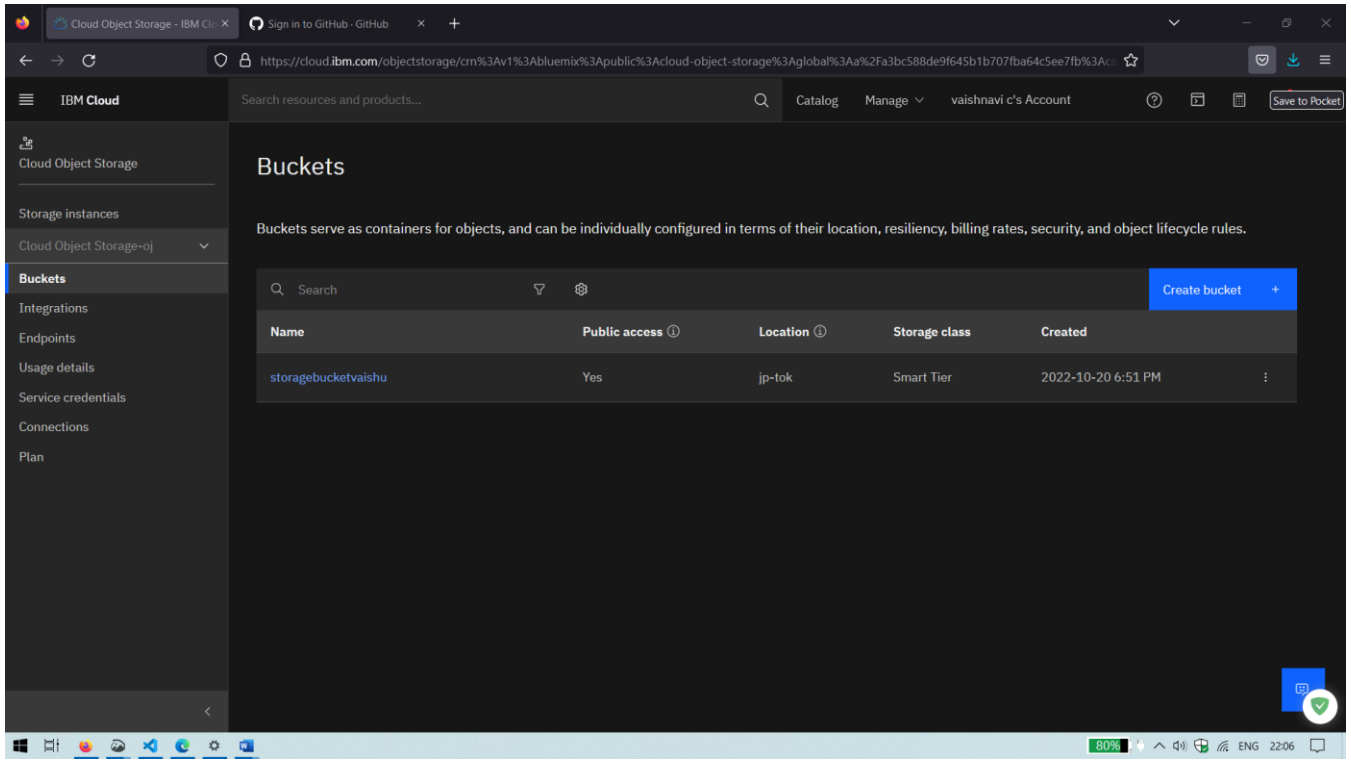 Cloud Object Storage - IBM Clo
Sign in to GitHub · GitHub
https://cloud.ibm.com/objectstorage/crn%3Av1%3Abluemix%3Apublic%3Acloud-object-storage%3Aglobal%3Aa%2Fa3bc588de9f645b1b707fba64c5ee7fb%3Aca
IBM Cloud
Search resources and products...
Catalog
Manage
vaishnavi c's Account
Save to Pocket
Cloud Object Storage
Storage instances
Cloud Object Storage-oj
Buckets
Integrations
Endpoints
Usage details
Service credentials
Connections
Plan
Buckets
Buckets serve as containers for objects, and can be individually configured in terms of their location, resiliency, billing rates, security, and object lifecycle rules.
Search
Create bucket +
Name Public access Location Storage class Created
storagebucketvaishu Yes jp-tok Smart Tier 2022-10-20 6:51 PM
80% ENG 22:06